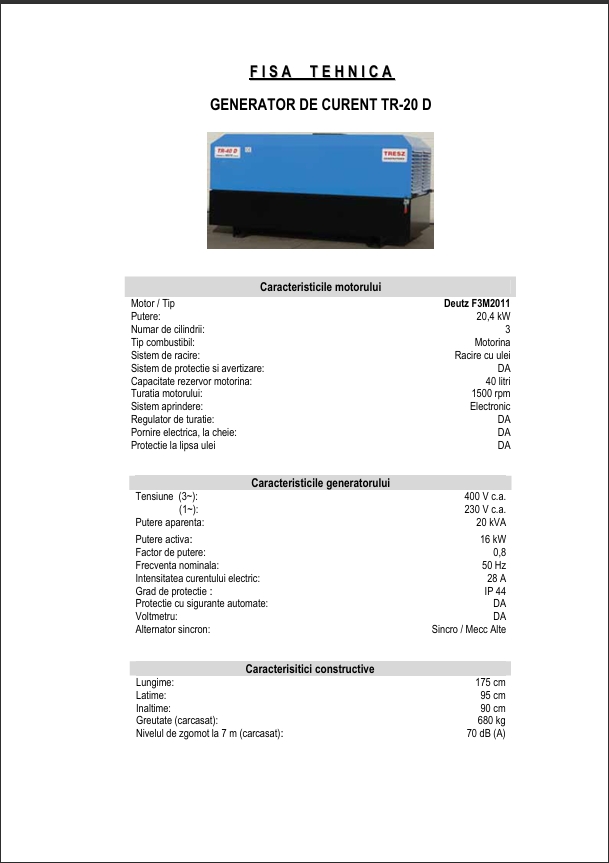 FISA TEHNICA
GENERATOR DE CURENT TR-20 D
TR-40 D
TRESZ
Caracteristicile motorului
Motor / Tip Deutz F3M2011
Putere: 20,4 kW
Numar de cilindrii: 3
Tip combustibil: Motorina
Sistem de racire: Racire cu ulei
Sistem de protectie si avertizare: DA
Capacitate rezervor motorina: 40 litri
Turatia motorului: 1500 rpm
Sistem aprindere: Electronic
Regulator de turatie: DA
Pornire electrica, la cheie: DA
Protectie la lipsa ulei DA
Caracteristicile generatorului
Tensiune (3~): 400 V c.a.
(1~): 230 V c.a.
Putere aparenta: 20 kVA
Putere activa: 16 kW
Factor de putere: 0,8
Frecventa nominala: 50 Hz
Intensitatea curentului electric: 28 A
Grad de protectie : IP 44
Protectie cu sigurante automate: DA
Voltmetru: DA
Alternator sincron: Sincro / Mecc Alte
Caracterisitici constructive
Lungime: 175 cm
Latime: 95 cm
Inaltime: 90 cm
Greutate (carcasat): 680 kg
Nivelul de zgomot la 7 m (carcasat): 70 dB (A)